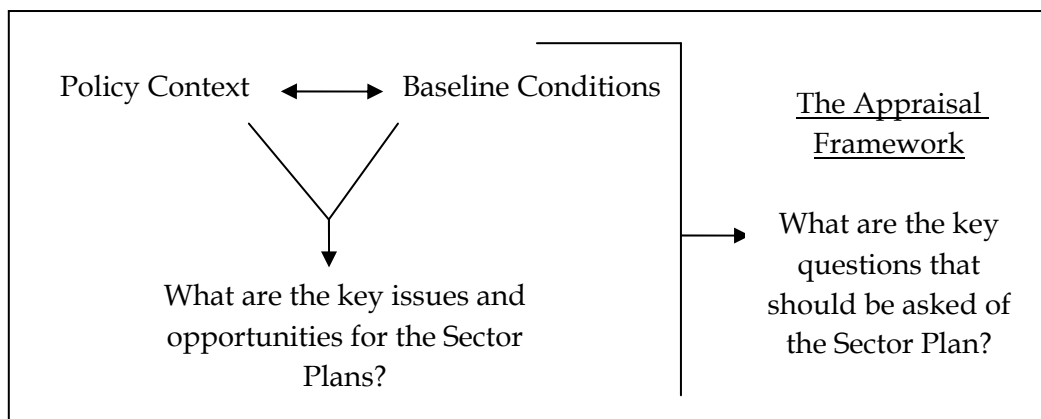 Policy Context
Baseline Conditions
What are the key issues and
opportunities for the Sector
Plans?
The Appraisal
Framework
What are the key
questions that
should be asked of
the Sector Plan?